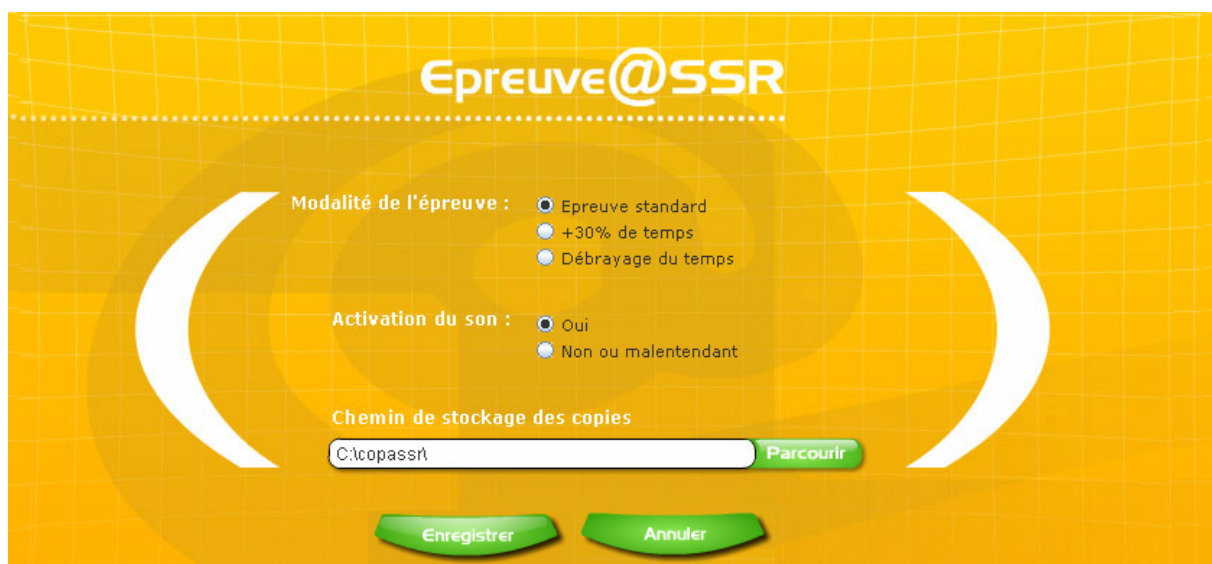 Epreuve@SSR
Modalité de l'épreuve :
Epreuve standard
+30% de temps
Débrayage du temps
Activation du son :
Oui
Non ou malentendant
Chemin de stockage des copies
C:\copassr\
Parcourir
Enregistrer
Annuler